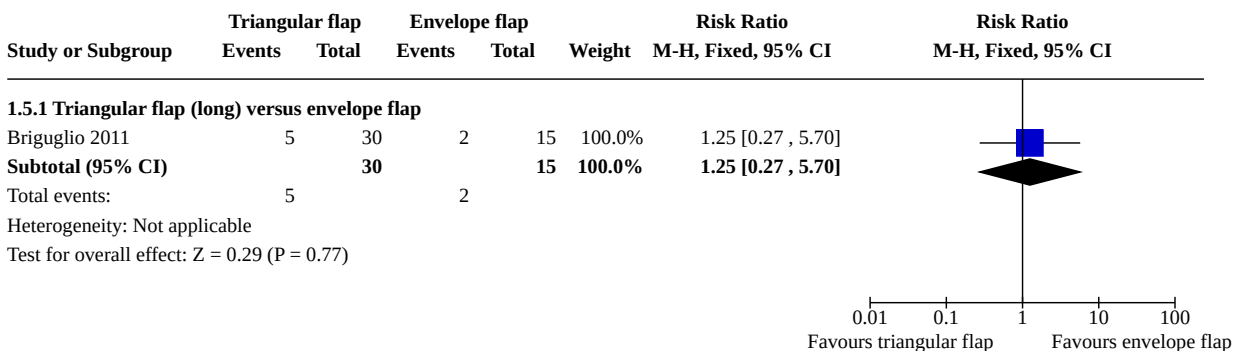 Triangular flap Envelope flap Risk Ratio Risk Ratio
Study or Subgroup Events Total Events Total Weight M-H, Fixed, 95% CI M-H, Fixed, 95% CI
1.5.1 Triangular flap (long) versus envelope flap
Briguglio 2011 5 30 2 15 100.0% 1.25 [0.27 , 5.70]
Subtotal (95% CI) 30 15 100.0% 1.25 [0.27 , 5.70]
Total events: 5 2
Heterogeneity: Not applicable
Test for overall effect: Z = 0.29 (P = 0.77)
0.01 0.1 1 10 100
Favours triangular flap Favours envelope flap